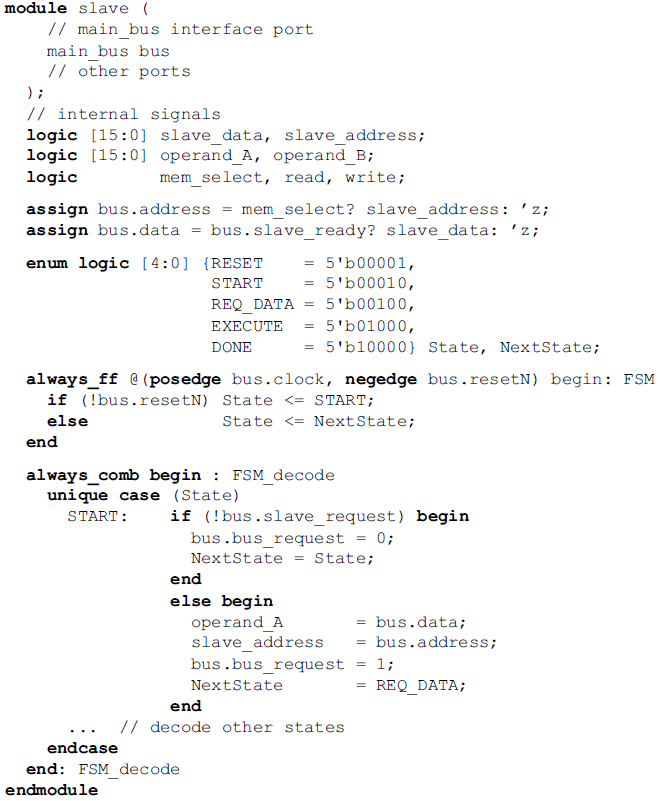 module slave (
// main_bus interface port
main_bus bus
// other ports
);
// internal signals
logic [15:0] slave_data, slave_address;
logic [15:0] operand_A, operand_B;
logic mem_select, read, write;
assign bus.address = mem_select? slave_address: ’z;
assign bus.data = bus.slave_ready? slave_data: ’z;
enum logic [4:0] {RESET = 5'b00001,
START = 5'b00010,
REQ_DATA = 5'b00100,
EXECUTE = 5'b01000,
DONE = 5'b10000} State, NextState;
always_ff @(posedge bus.clock, negedge bus.resetN) begin: FSM
if (!bus.resetN) State <= START;
else State <= NextState;
end
always_comb begin : FSM_decode
unique case (State)
START: if (!bus.slave_request) begin
bus.bus_request = 0;
NextState = State;
end
else begin
operand_A = bus.data;
slave_address = bus.address;
bus.bus_request = 1;
NextState = REQ_DATA;
end
... // decode other states
endcase
end: FSM_decode
endmodule